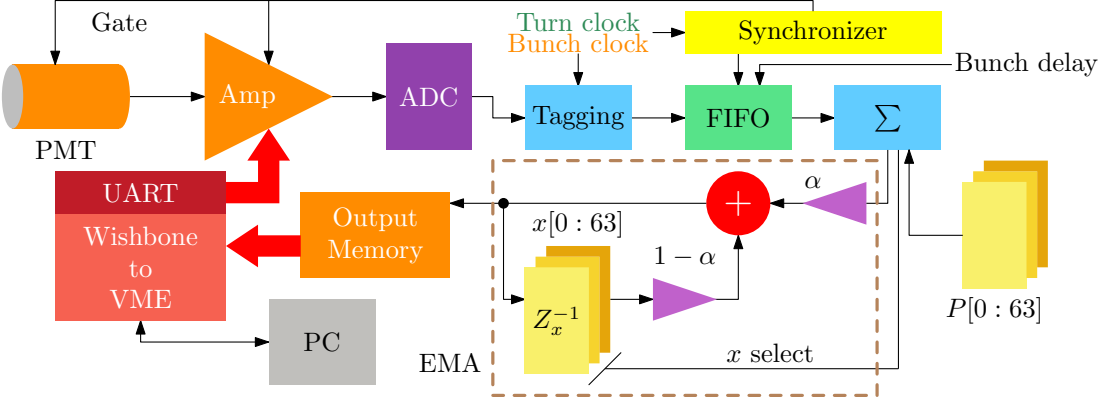 Gate
Turn clock
Bunch clock
Synchronizer
Bunch delay
Amp
ADC
Tagging
FIFO
∑
PMT
UART
Wishbone
to
VME
Output
Memory
x[0 : 63]
+
α
1 − α
Z_x^{-1}
P[0 : 63]
PC
EMA
x select